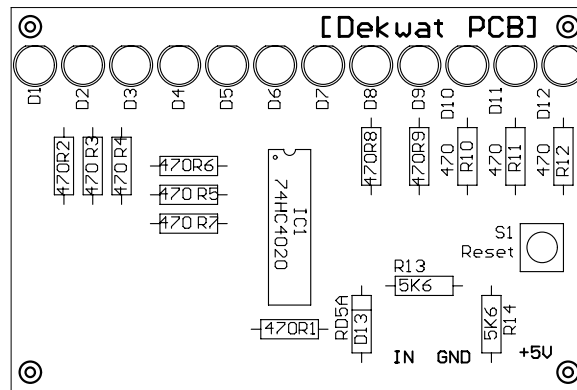 [Dekwat PCB]
D1
D2
D3
D4
D5
D6
D7
D8
D9
D10
D11
D12
470R2
470 R3
470 R4
470R6
470 R5
470 R7
470R8
470R9
470 R10
470 R11
470 R12
IC1
74HC4020
S1
Reset
R13
5K6
470R1
RD5A
D13
5K6
R14
IN GND +5V